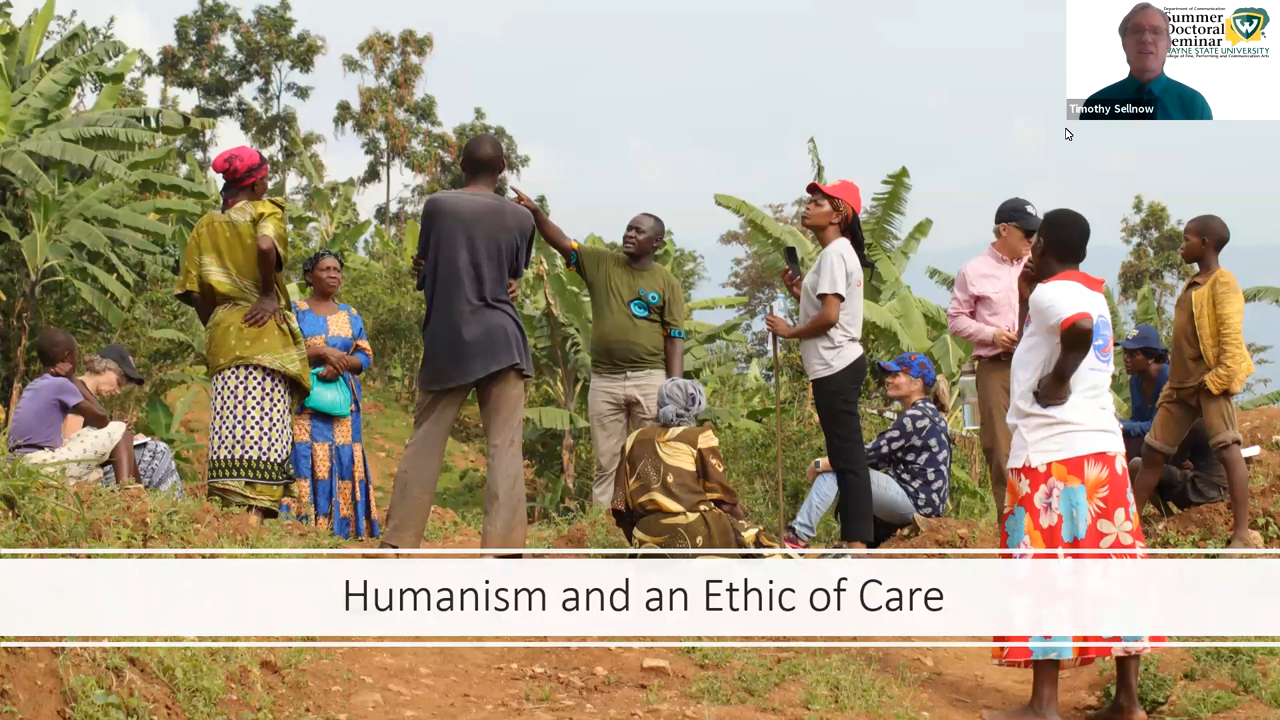 Department of Communication
Summer
Doctoral
Seminar
WAYNE STATE UNIVERSITY
College of Fine, Performing and Communication Arts
Timothy Sellnow
Humanism and an Ethic of Care